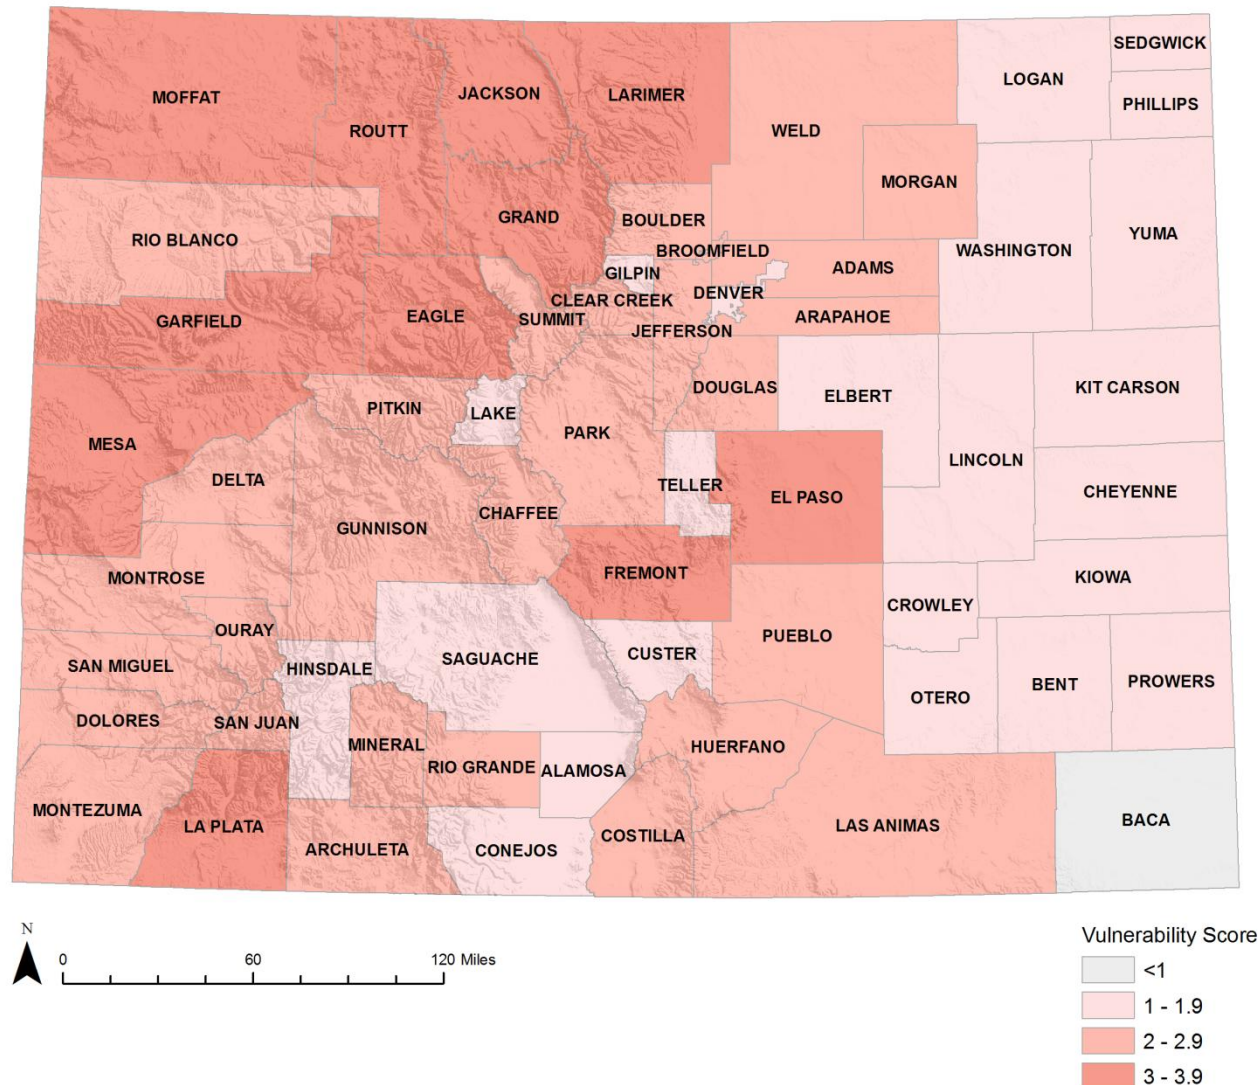 SEDGWICK
LOGAN
PHILLIPS
MOFFAT
JACKSON
LARIMER
ROUTT
WELD
MORGAN
GRAND
BOULDER
RIO BLANCO
BROOMFIELD
WASHINGTON
YUMA
GILPIN
ADAMS
DENVER
CLEAR CREEK
GARFIELD
EAGLE
SUMMIT
ARAPAHOE
JEFFERSON
DOUGLAS
ELBERT
KIT CARSON
PITKIN
LAKE
PARK
MESA
LINCOLN
DELTA
TELLER
EL PASO
CHEYENNE
GUNNISON
CHAFFEE
MONTROSE
FREMONT
KIOWA
CROWLEY
OURAY
PUEBLO
SAN MIGUEL
HINSDALE
SAGUACHE
CUSTER
OTERO
BENT
PROWERS
DOLORES
SAN JUAN
MINERAL
RIO GRANDE
ALAMOSA
HUERFANO
MONTEZUMA
LA PLATA
ARCHULETA
CONEJOS
COSTILLA
LAS ANIMAS
BACA
N
0 60 120 Miles
Vulnerability Score
<1
1 - 1.9
2 - 2.9
3 - 3.9